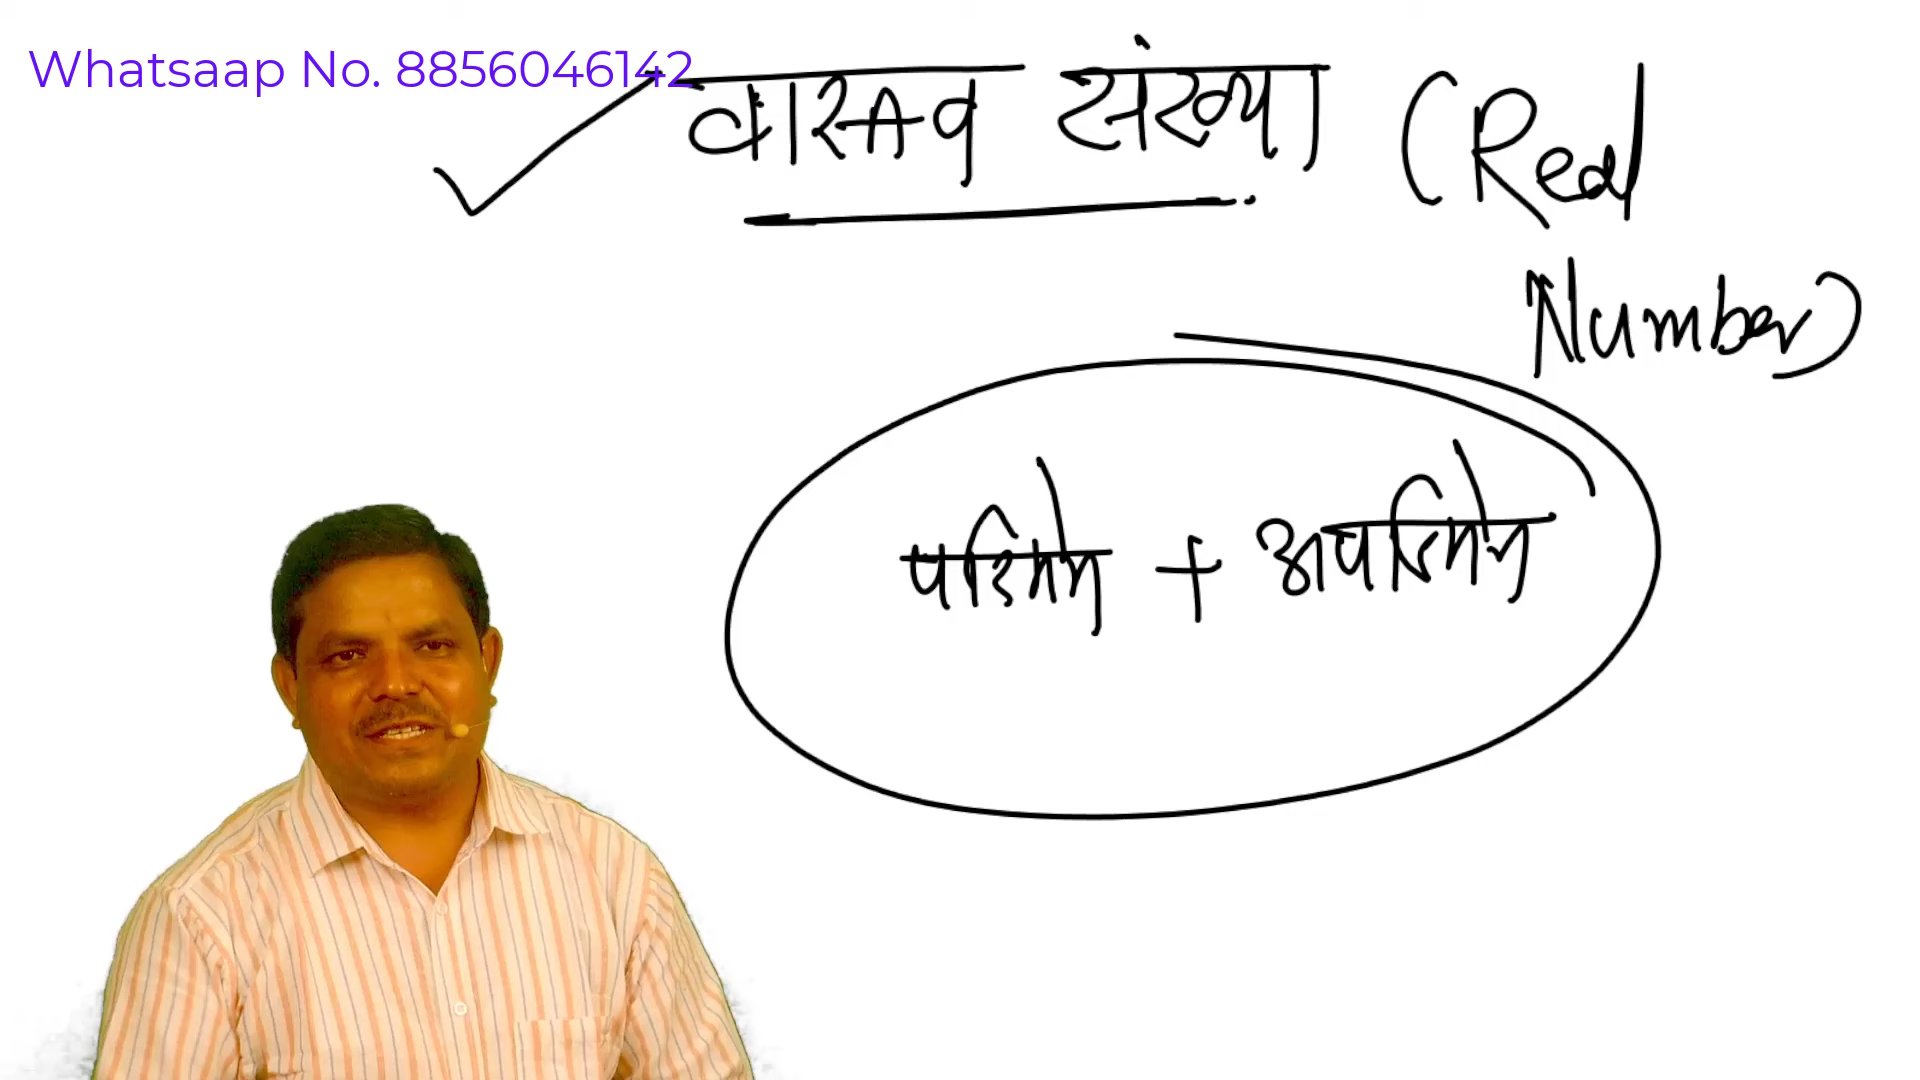 Whatsaap No. 8856046142
वास्तव संख्या (Real
Number)
परिमेय + अपरिमेय